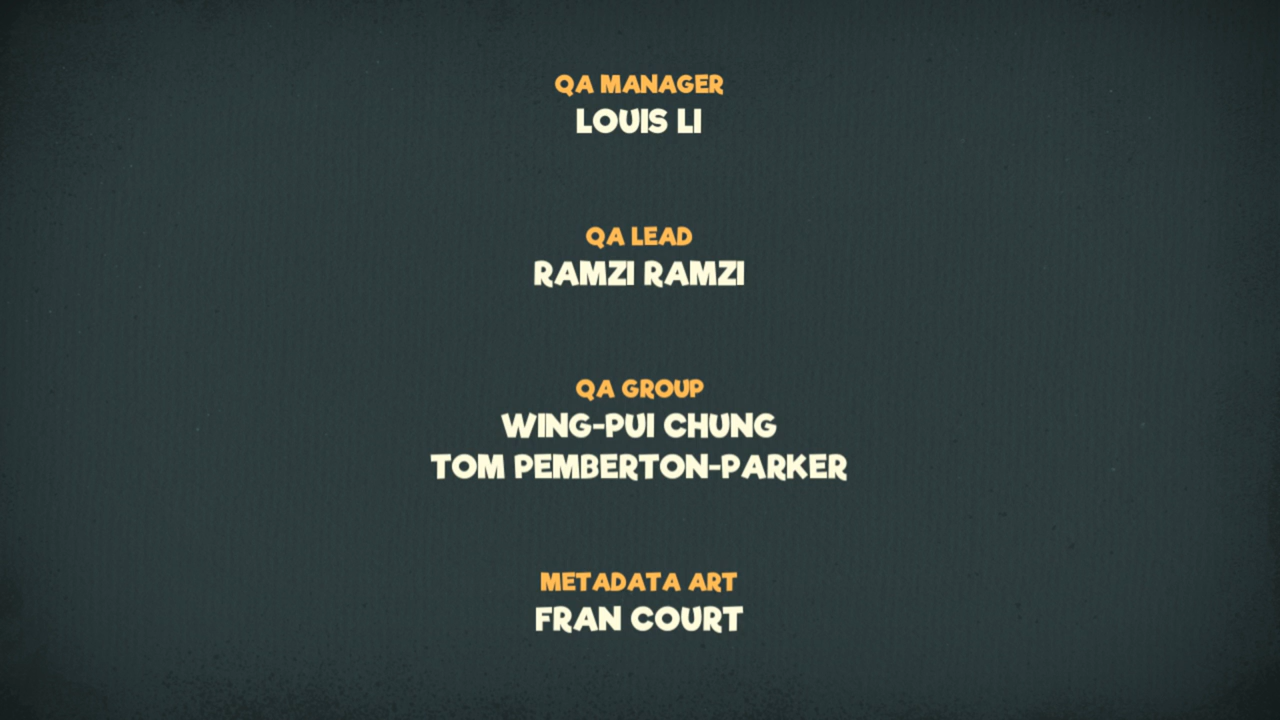 QA MANAGER
LOUIS LI
QA LEAD
RAMZI RAMZI
QA GROUP
WING-PUI CHUNG
TOM PEMBERTON-PARKER
METADATA ART
FRAN COURT